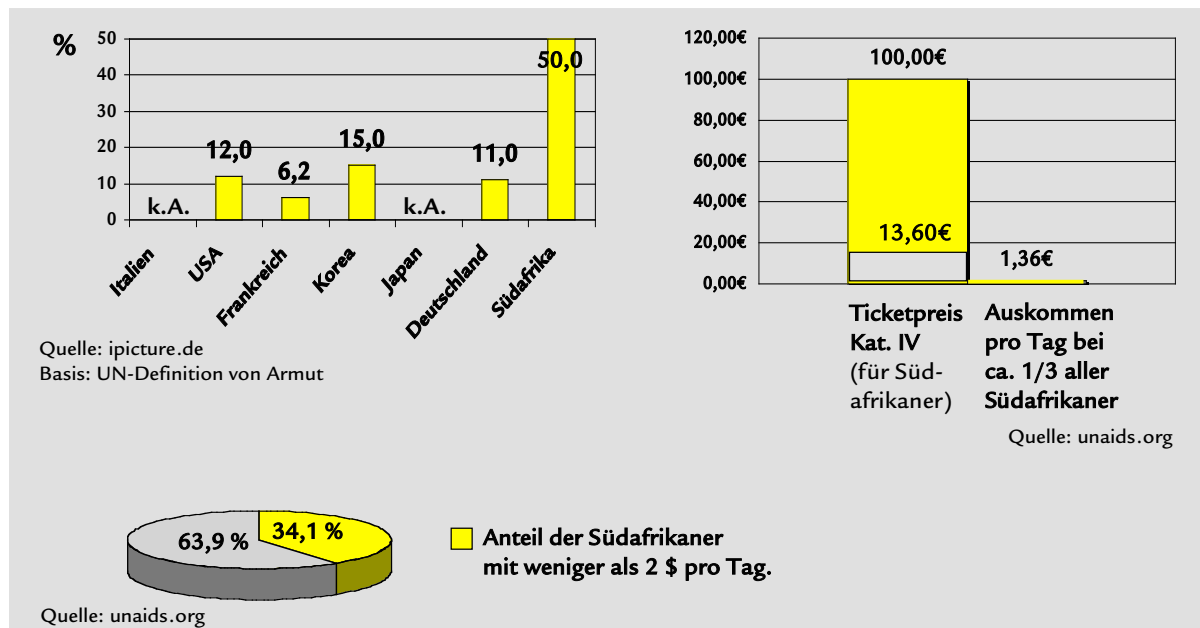 %
50
40
30
20
10
0
k.A.
12,0
6,2
15,0
k.A.
11,0
50,0
Italien
USA
Frankreich
Korea
Japan
Deutschland
Südafrika
Quelle: ipicture.de
Basis: UN-Definition von Armut
120,00€
100,00€
80,00€
60,00€
40,00€
20,00€
0,00€
100,00€
13,60€
1,36€
Ticketpreis
Kat. IV
(für Süd-
afrikaner)
Auskommen
pro Tag bei
ca. 1/3 aller
Südafrikaner
Quelle: unaids.org
63,9 %
34,1 %
Anteil der Südafrikaner
mit weniger als 2 $ pro Tag.
Quelle: unaids.org